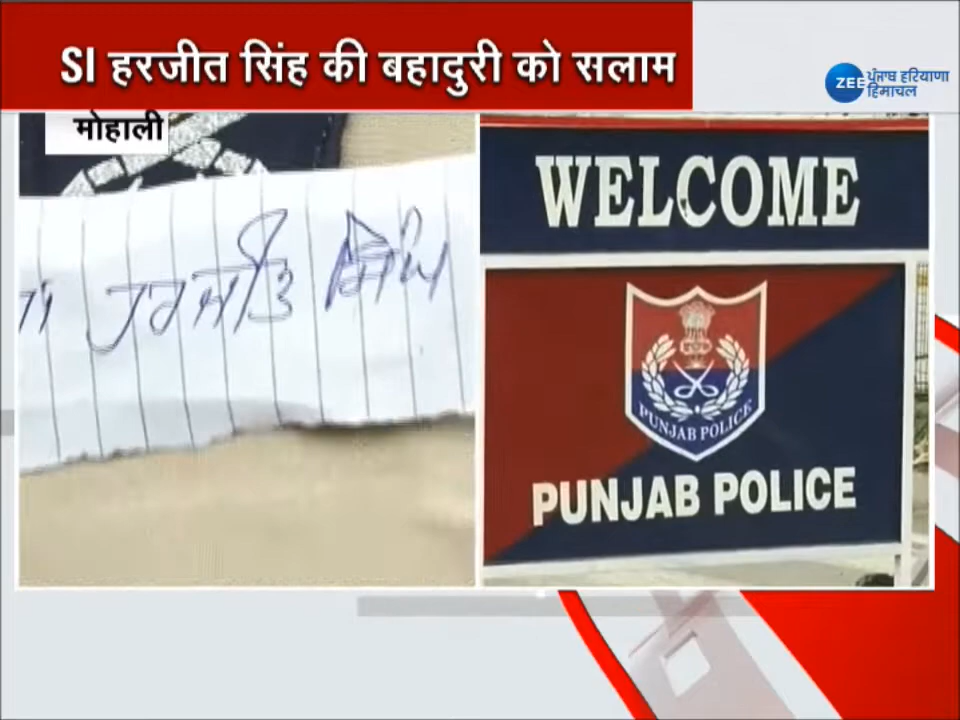 SI हरजीत सिंह की बहादुरी को सलाम
ZEE ਪੰਜਾਬ हरियाणा
हिमाचल
मोहाली
ਹਰਜੀਤ ਸਿੰਘ
WELCOME
PUNJAB POLICE
PUNJAB POLICE